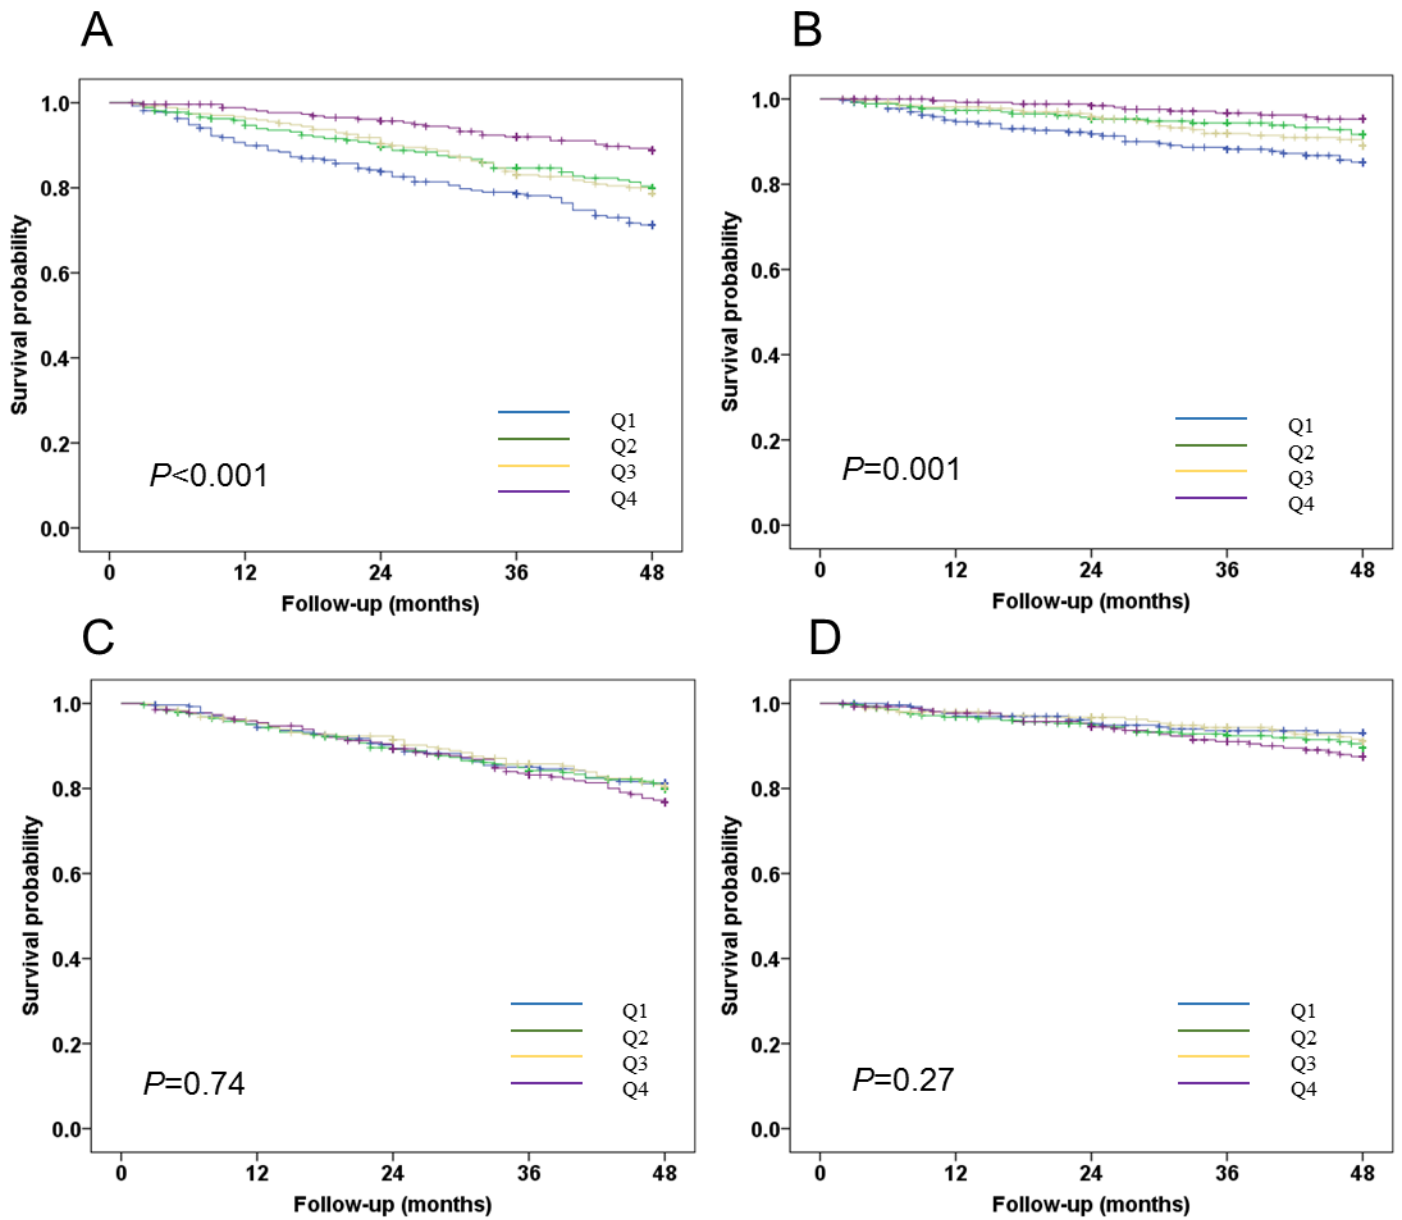 A
Survival probability
1.0
0.8
0.6
0.4
0.2
0.0
P<0.001
Q1
Q2
Q3
Q4
0 12 24 36 48
Follow-up (months)
B
Survival probability
1.0
0.8
0.6
0.4
0.2
0.0
P=0.001
Q1
Q2
Q3
Q4
0 12 24 36 48
Follow-up (months)
C
Survival probability
1.0
0.8
0.6
0.4
0.2
0.0
P=0.74
Q1
Q2
Q3
Q4
0 12 24 36 48
Follow-up (months)
D
Survival probability
1.0
0.8
0.6
0.4
0.2
0.0
P=0.27
Q1
Q2
Q3
Q4
0 12 24 36 48
Follow-up (months)